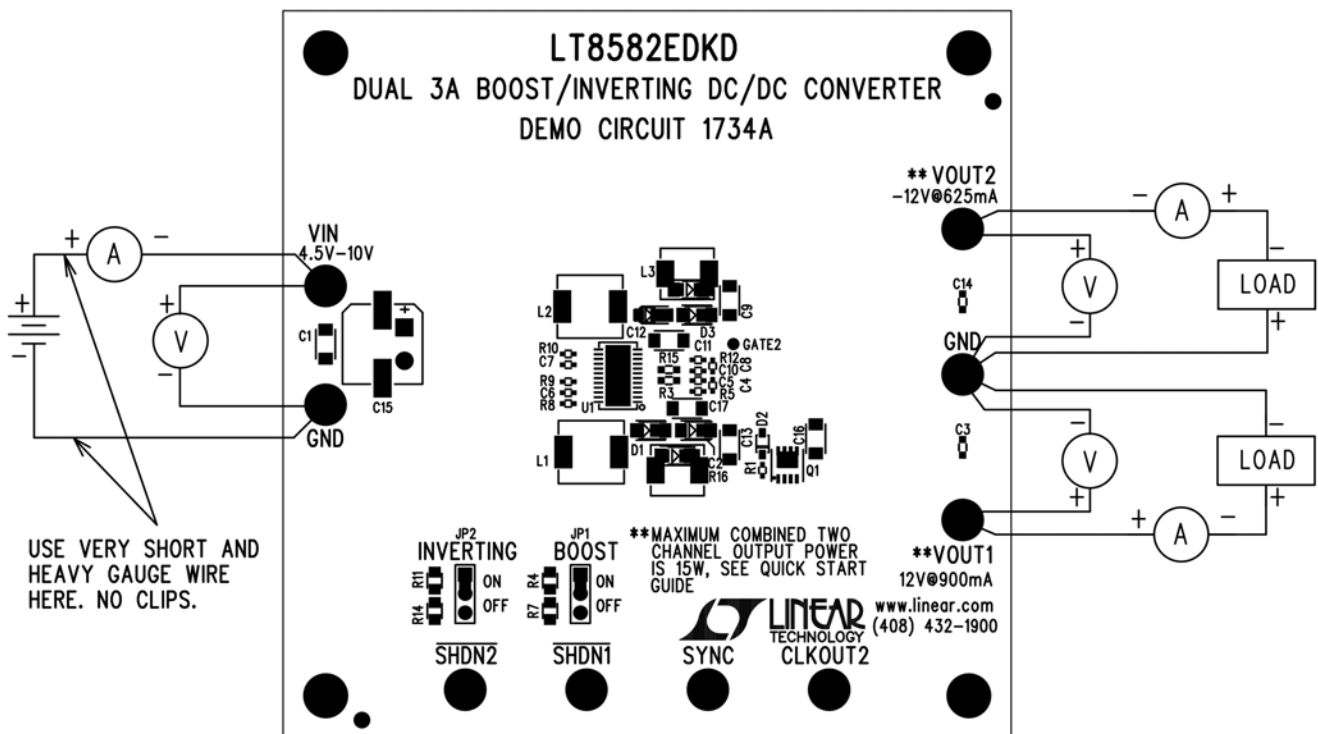 LT8582EDKD
DUAL 3A BOOST/INVERTING DC/DC CONVERTER
DEMO CIRCUIT 1734A
+ A -
VIN
4.5V-10V
+
-
+
V
-
C1
+
C15
GND
USE VERY SHORT AND
HEAVY GAUGE WIRE
HERE. NO CLIPS.
L3
L2
C9
C12
D3
C11
GATE2
R10
C7
R15
R12
C10
C8
R9
C6
R8
C5
R5
C4
R3
U1
C17
L1
D1
C2
R16
C13
D2
R1
C16
Q1
**VOUT2
-12V@625mA
- A +
+
V
-
-
LOAD
+
C14
GND
C3
-
V
+
-
LOAD
+
+ A -
**VOUT1
12V@900mA
JP2
INVERTING
R11
R14
ON
OFF
JP1
BOOST
R4
R7
ON
OFF
**MAXIMUM COMBINED TWO
CHANNEL OUTPUT POWER
IS 15W, SEE QUICK START
GUIDE
LINEAR
TECHNOLOGY
www.linear.com
(408) 432-1900
SHDN2
SHDN1
SYNC
CLKOUT2